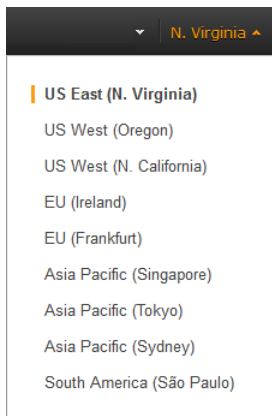 N. Virginia
US East (N. Virginia)
US West (Oregon)
US West (N. California)
EU (Ireland)
EU (Frankfurt)
Asia Pacific (Singapore)
Asia Pacific (Tokyo)
Asia Pacific (Sydney)
South America (São Paulo)